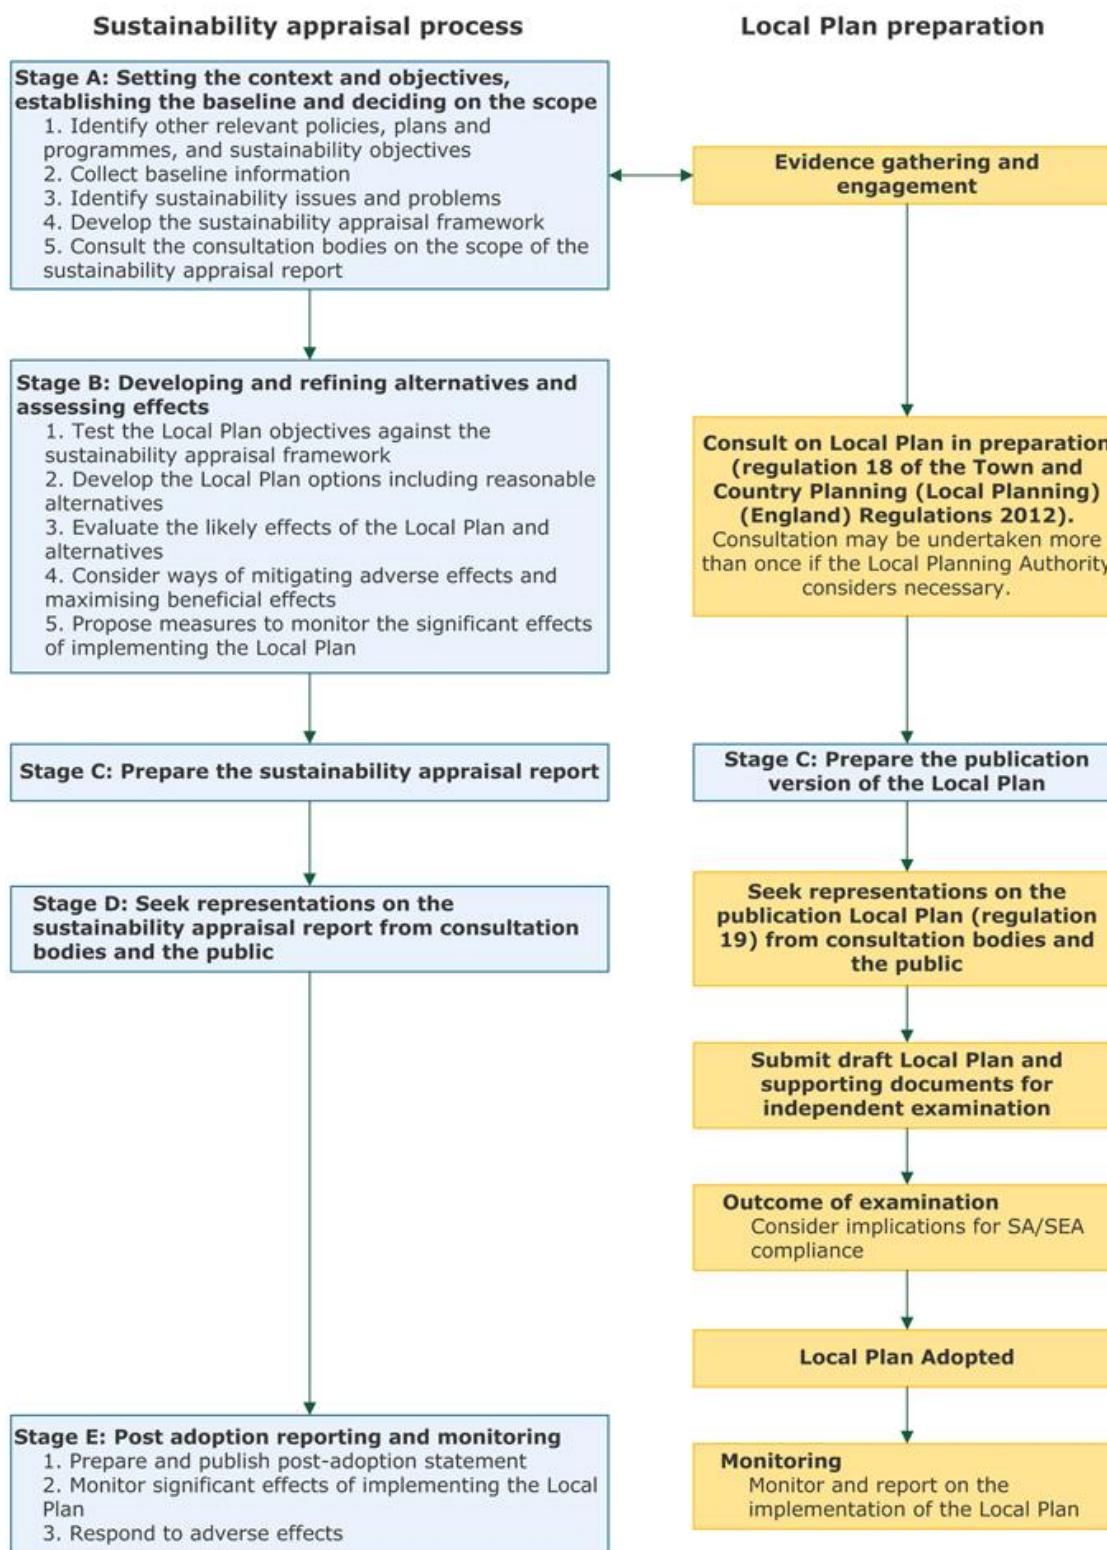 Sustainability appraisal process
Local Plan preparation
Stage A: Setting the context and objectives,
establishing the baseline and deciding on the scope
1. Identify other relevant policies, plans and
programmes, and sustainability objectives
2. Collect baseline information
3. Identify sustainability issues and problems
4. Develop the sustainability appraisal framework
5. Consult the consultation bodies on the scope of the
sustainability appraisal report
Evidence gathering and
engagement
Stage B: Developing and refining alternatives and
assessing effects
1. Test the Local Plan objectives against the
sustainability appraisal framework
2. Develop the Local Plan options including reasonable
alternatives
3. Evaluate the likely effects of the Local Plan and
alternatives
4. Consider ways of mitigating adverse effects and
maximising beneficial effects
5. Propose measures to monitor the significant effects
of implementing the Local Plan
Consult on Local Plan in preparation
(regulation 18 of the Town and
Country Planning (Local Planning)
(England) Regulations 2012).
Consultation may be undertaken more
than once if the Local Planning Authority
considers necessary.
Stage C: Prepare the sustainability appraisal report
Stage C: Prepare the publication
version of the Local Plan
Stage D: Seek representations on the
sustainability appraisal report from consultation
bodies and the public
Seek representations on the
publication Local Plan (regulation
19) from consultation bodies and
the public
Submit draft Local Plan and
supporting documents for
independent examination
Outcome of examination
Consider implications for SA/SEA
compliance
Local Plan Adopted
Stage E: Post adoption reporting and monitoring
1. Prepare and publish post-adoption statement
2. Monitor significant effects of implementing the Local
Plan
3. Respond to adverse effects
Monitoring
Monitor and report on the
implementation of the Local Plan